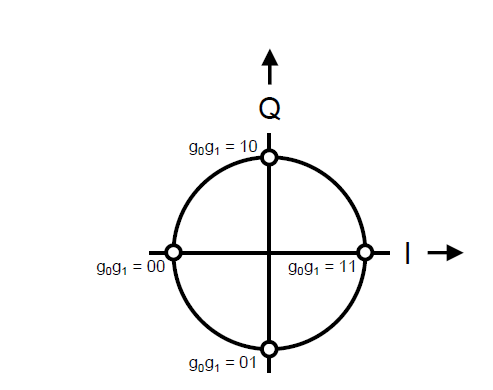 Q
g₀g₁ = 10
I
g₀g₁ = 00
g₀g₁ = 11
g₀g₁ = 01